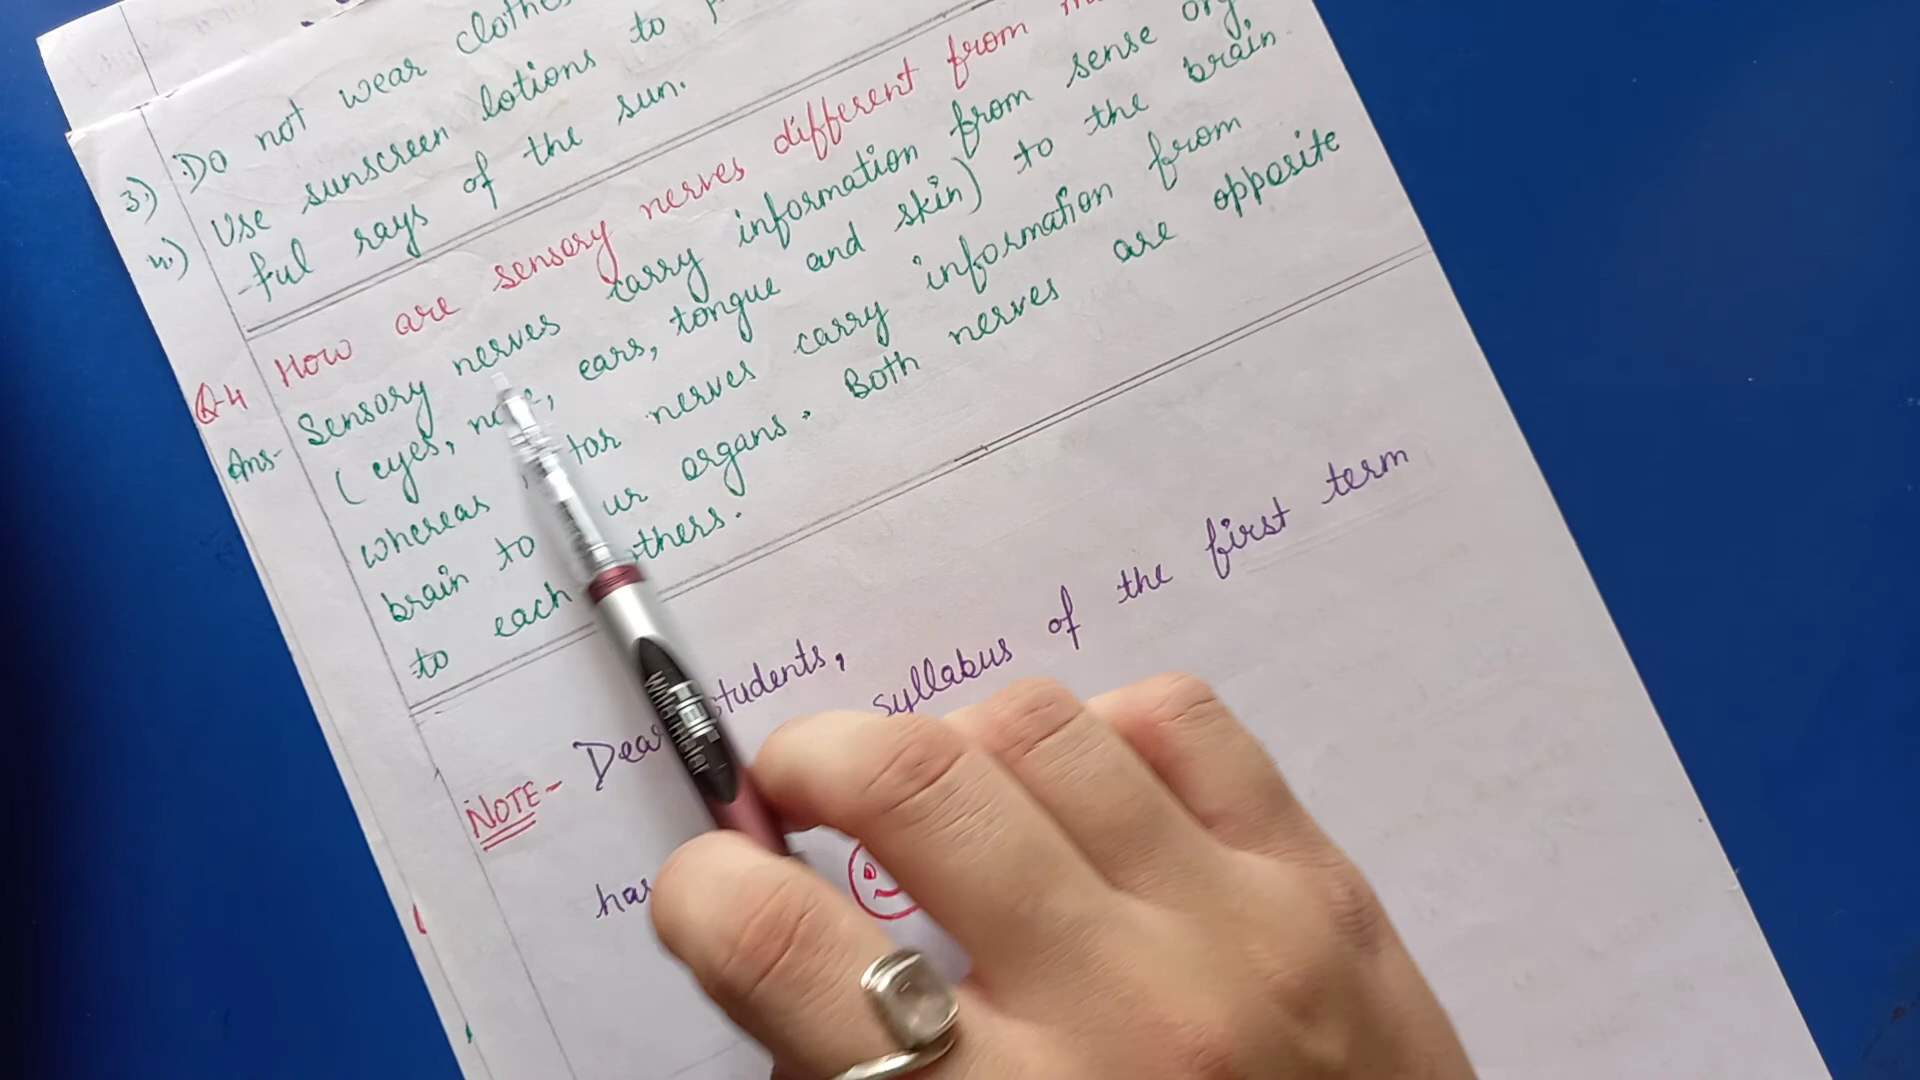 Do not wear clothes
3.)
4.) Use sunscreen lotions to
-ful rays of the sun.
Q-4 How are sensory nerves different from
Ans- Sensory nerves carry information from sense
(eyes, ears, tongue and skin) to the brain.
whereas nerves carry information from
brain to organs. Both nerves are opposite
to each others.
NOTE- Dear students,
syllabus of the first term